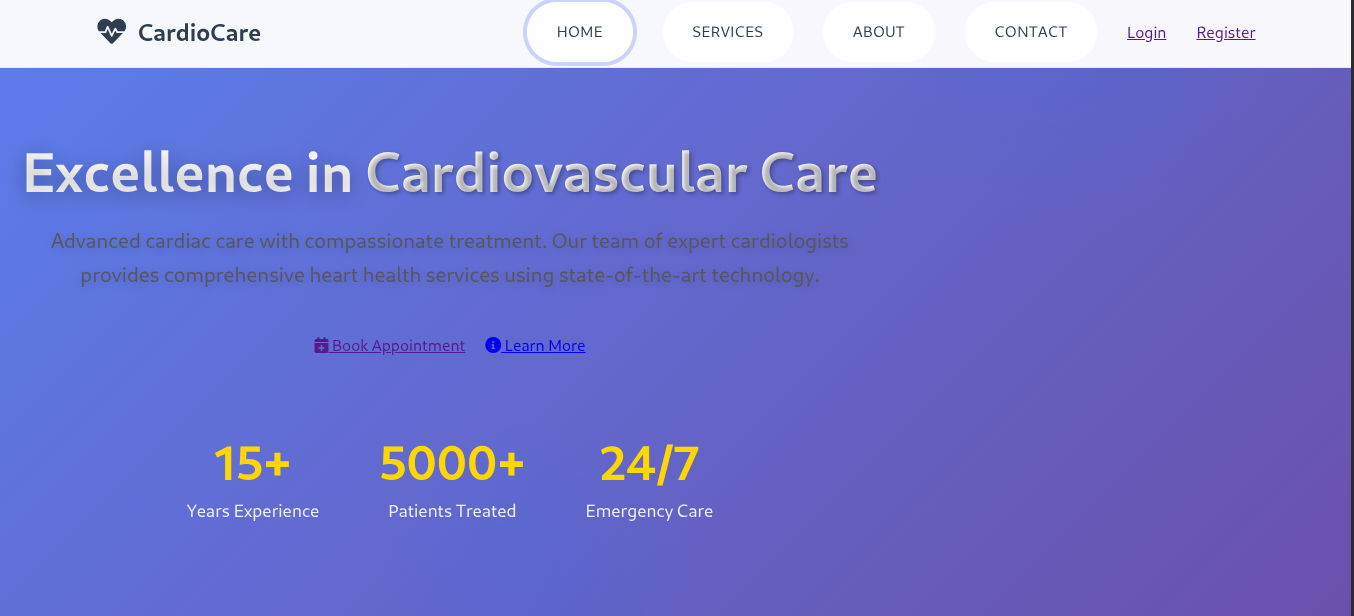 CardioCare
HOME
SERVICES
ABOUT
CONTACT
Login
Register
Excellence in Cardiovascular Care
Advanced cardiac care with compassionate treatment. Our team of expert cardiologists
provides comprehensive heart health services using state-of-the-art technology.
Book Appointment
Learn More
15+
5000+
24/7
Years Experience
Patients Treated
Emergency Care